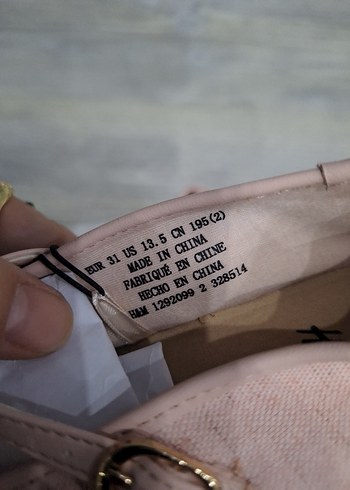 EUR 31 US 13.5 CN 195(2)
MADE IN CHINA
FABRIQUÉ EN CHINE
HECHO EN CHINA
H&M 1292099 2 328514